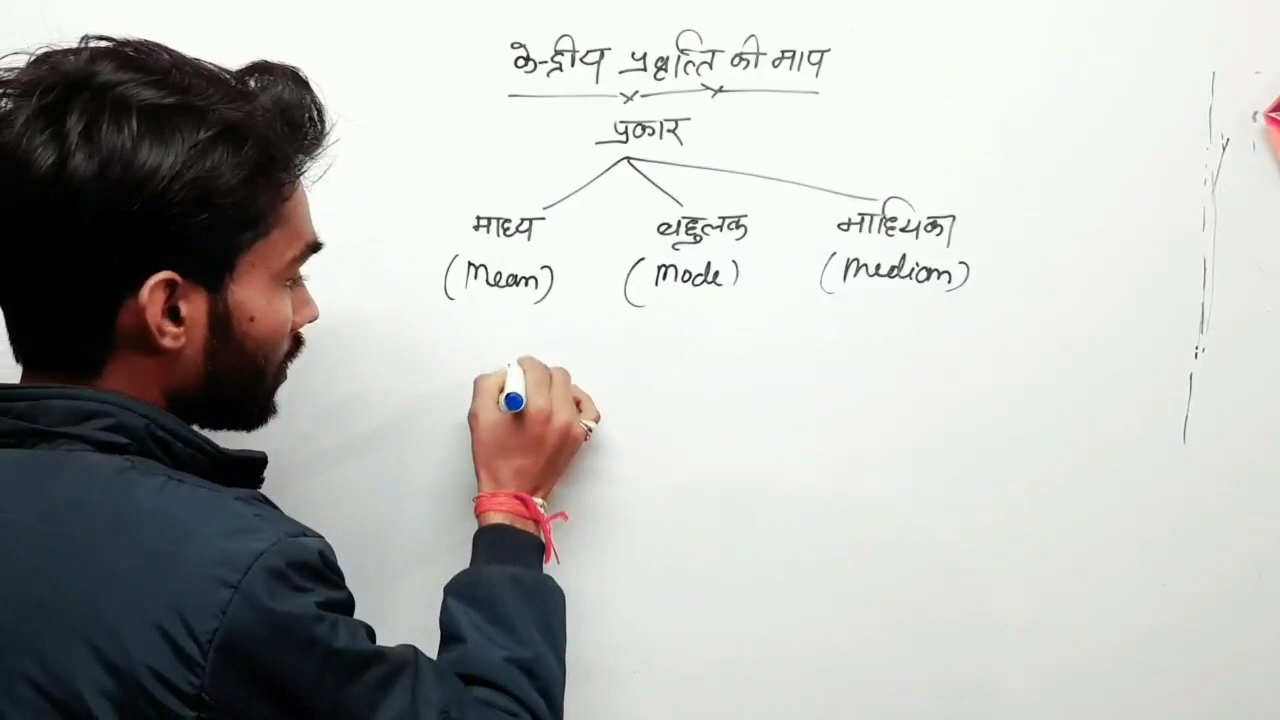 केन्द्रीय प्रवृत्ति की माप
प्रकार
माध्य बहुलक माध्यिका
(Mean) (Mode) (Median)